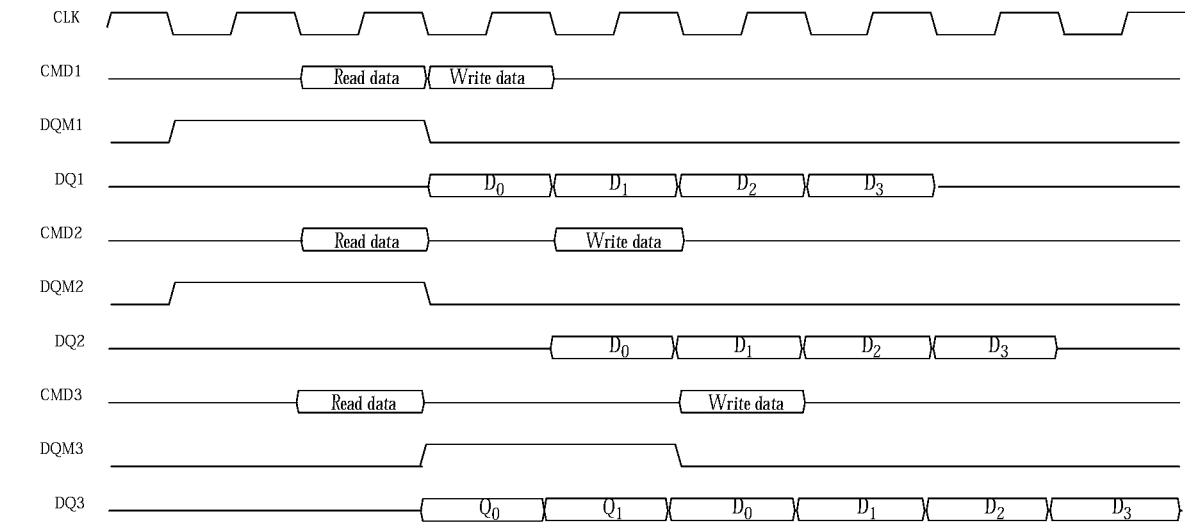 CLK
CMD1 Read data Write data
DQM1
DQ1 D0 D1 D2 D3
CMD2 Read data Write data
DQM2
DQ2 D0 D1 D2 D3
CMD3 Read data Write data
DQM3
DQ3 Q0 Q1 D0 D1 D2 D3